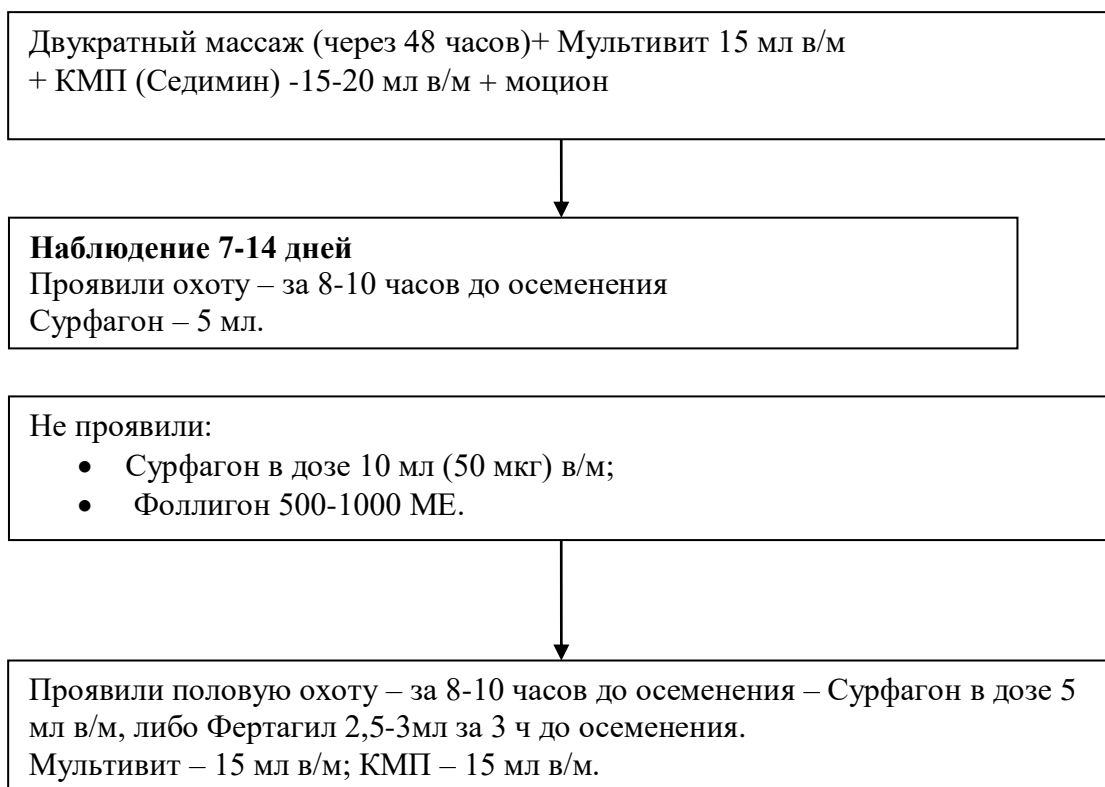 Двукратный массаж (через 48 часов)+ Мультивит 15 мл в/м
+ КМП (Седимин) -15-20 мл в/м + моцион
Наблюдение 7-14 дней
Проявили охоту – за 8-10 часов до осеменения
Сурфагон – 5 мл.
Не проявили:
• Сурфагон в дозе 10 мл (50 мкг) в/м;
• Фоллигон 500-1000 МЕ.
Проявили половую охоту – за 8-10 часов до осеменения – Сурфагон в дозе 5
мл в/м, либо Фертагил 2,5-3мл за 3 ч до осеменения.
Мультивит – 15 мл в/м; КМП – 15 мл в/м.